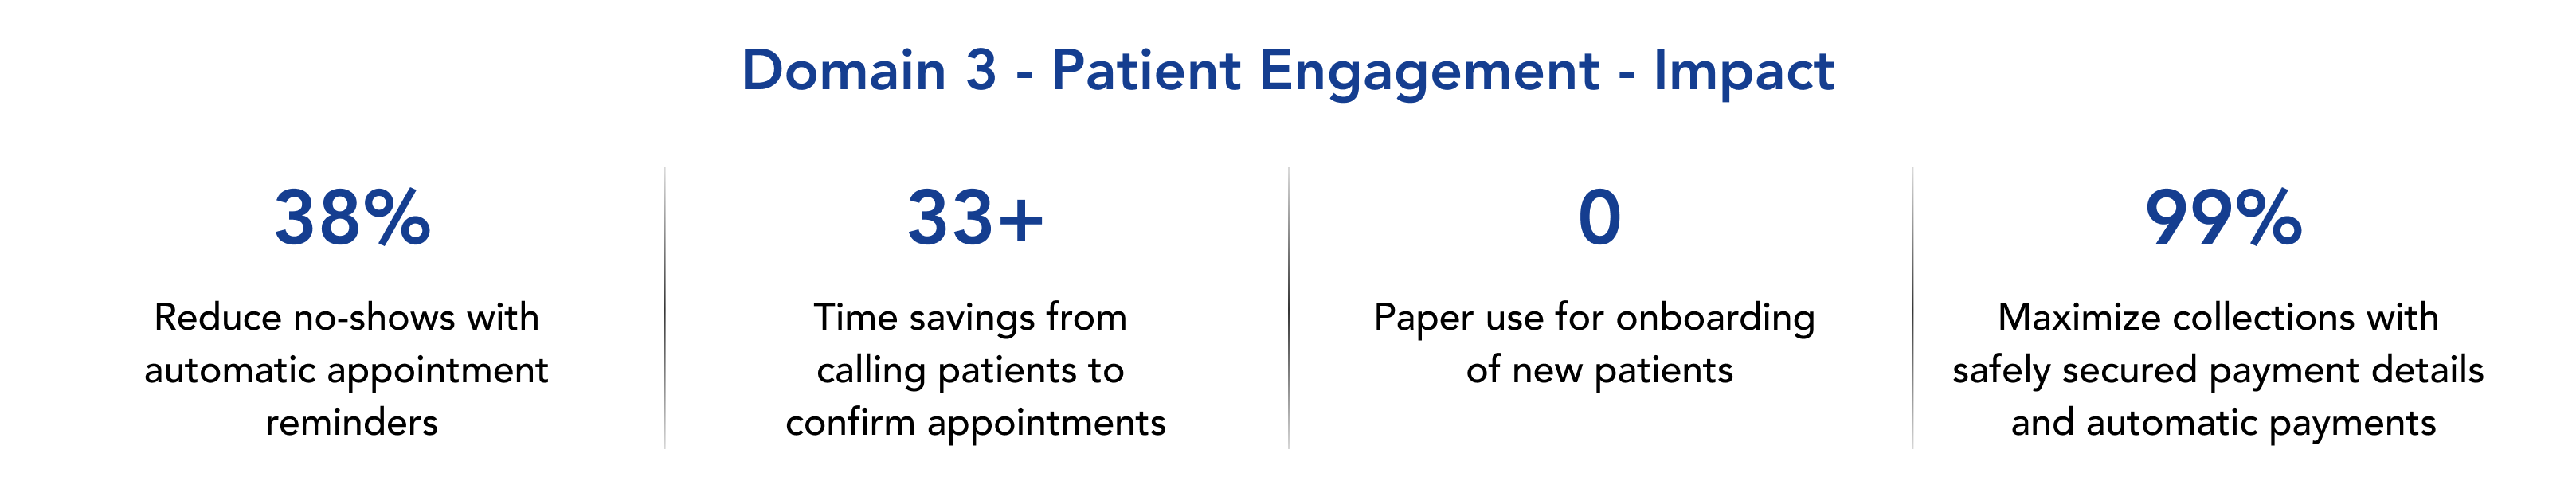 Domain 3 - Patient Engagement - Impact
38%
Reduce no-shows with
automatic appointment
reminders
33+
Time savings from
calling patients to
confirm appointments
0
Paper use for onboarding
of new patients
99%
Maximize collections with
safely secured payment details
and automatic payments